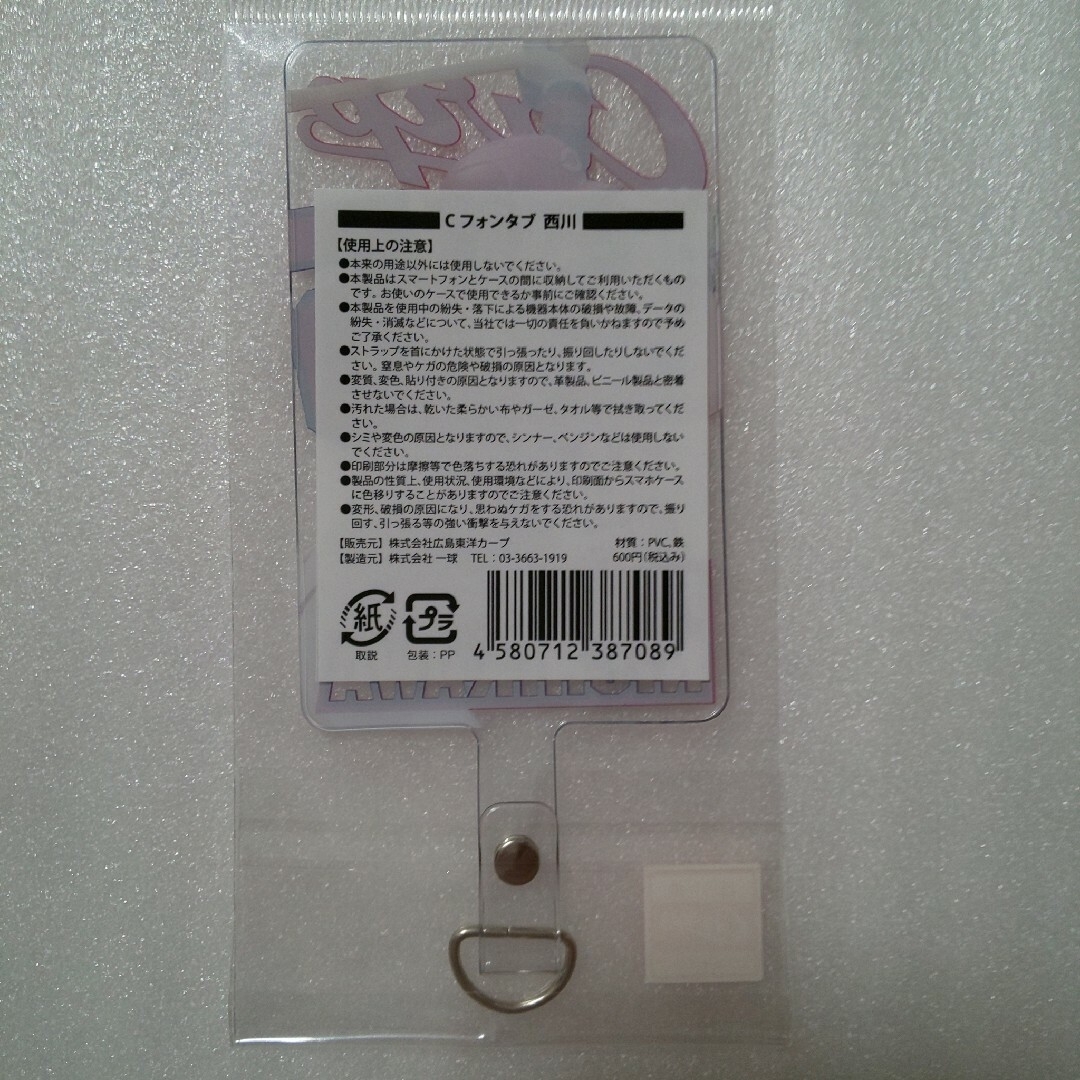 Carp
C フォンタブ 西川
【使用上の注意】
●本来の用途以外には使用しないでください。
●本製品はスマートフォンとケースの間に収納してご利用いただくもの
です。お使いのケースで使用できるか事前にご確認ください。
●本製品を使用中の紛失・落下による機器本体の破損や故障、データの
紛失・消滅などについて、当社では一切の責任を負いかねますので予め
ご了承ください。
●ストラップを首にかけた状態で引っ張ったり、振り回したりしないでくだ
さい。窒息やケガの危険や破損の原因となります。
●変質、変色、貼り付きの原因となりますので、革製品、ビニール製品と密着
させないでください。
●汚れた場合は、乾いた柔らかい布やガーゼ、タオル等で拭き取ってくだ
さい。
●シミや変色の原因となりますので、シンナー、ベンジンなどは使用しない
でください。
●印刷部分は摩擦等で色落ちする恐れがありますのでご注意ください。
●製品の性質上、使用状況、使用環境などにより、印刷面からスマホケース
に色移りすることがありますのでご注意ください。
●変形、破損の原因になり、思わぬケガをする恐れがありますので、振り
回す、引っ張る等の強い衝撃を与えないでください。
【販売元】株式会社広島東洋カープ 材質：PVC、鉄
【製造元】株式会社 一球 TEL：03-3663-1919 600円（税込み）
紙 プラ
取説 包装：PP
4 580712 387089